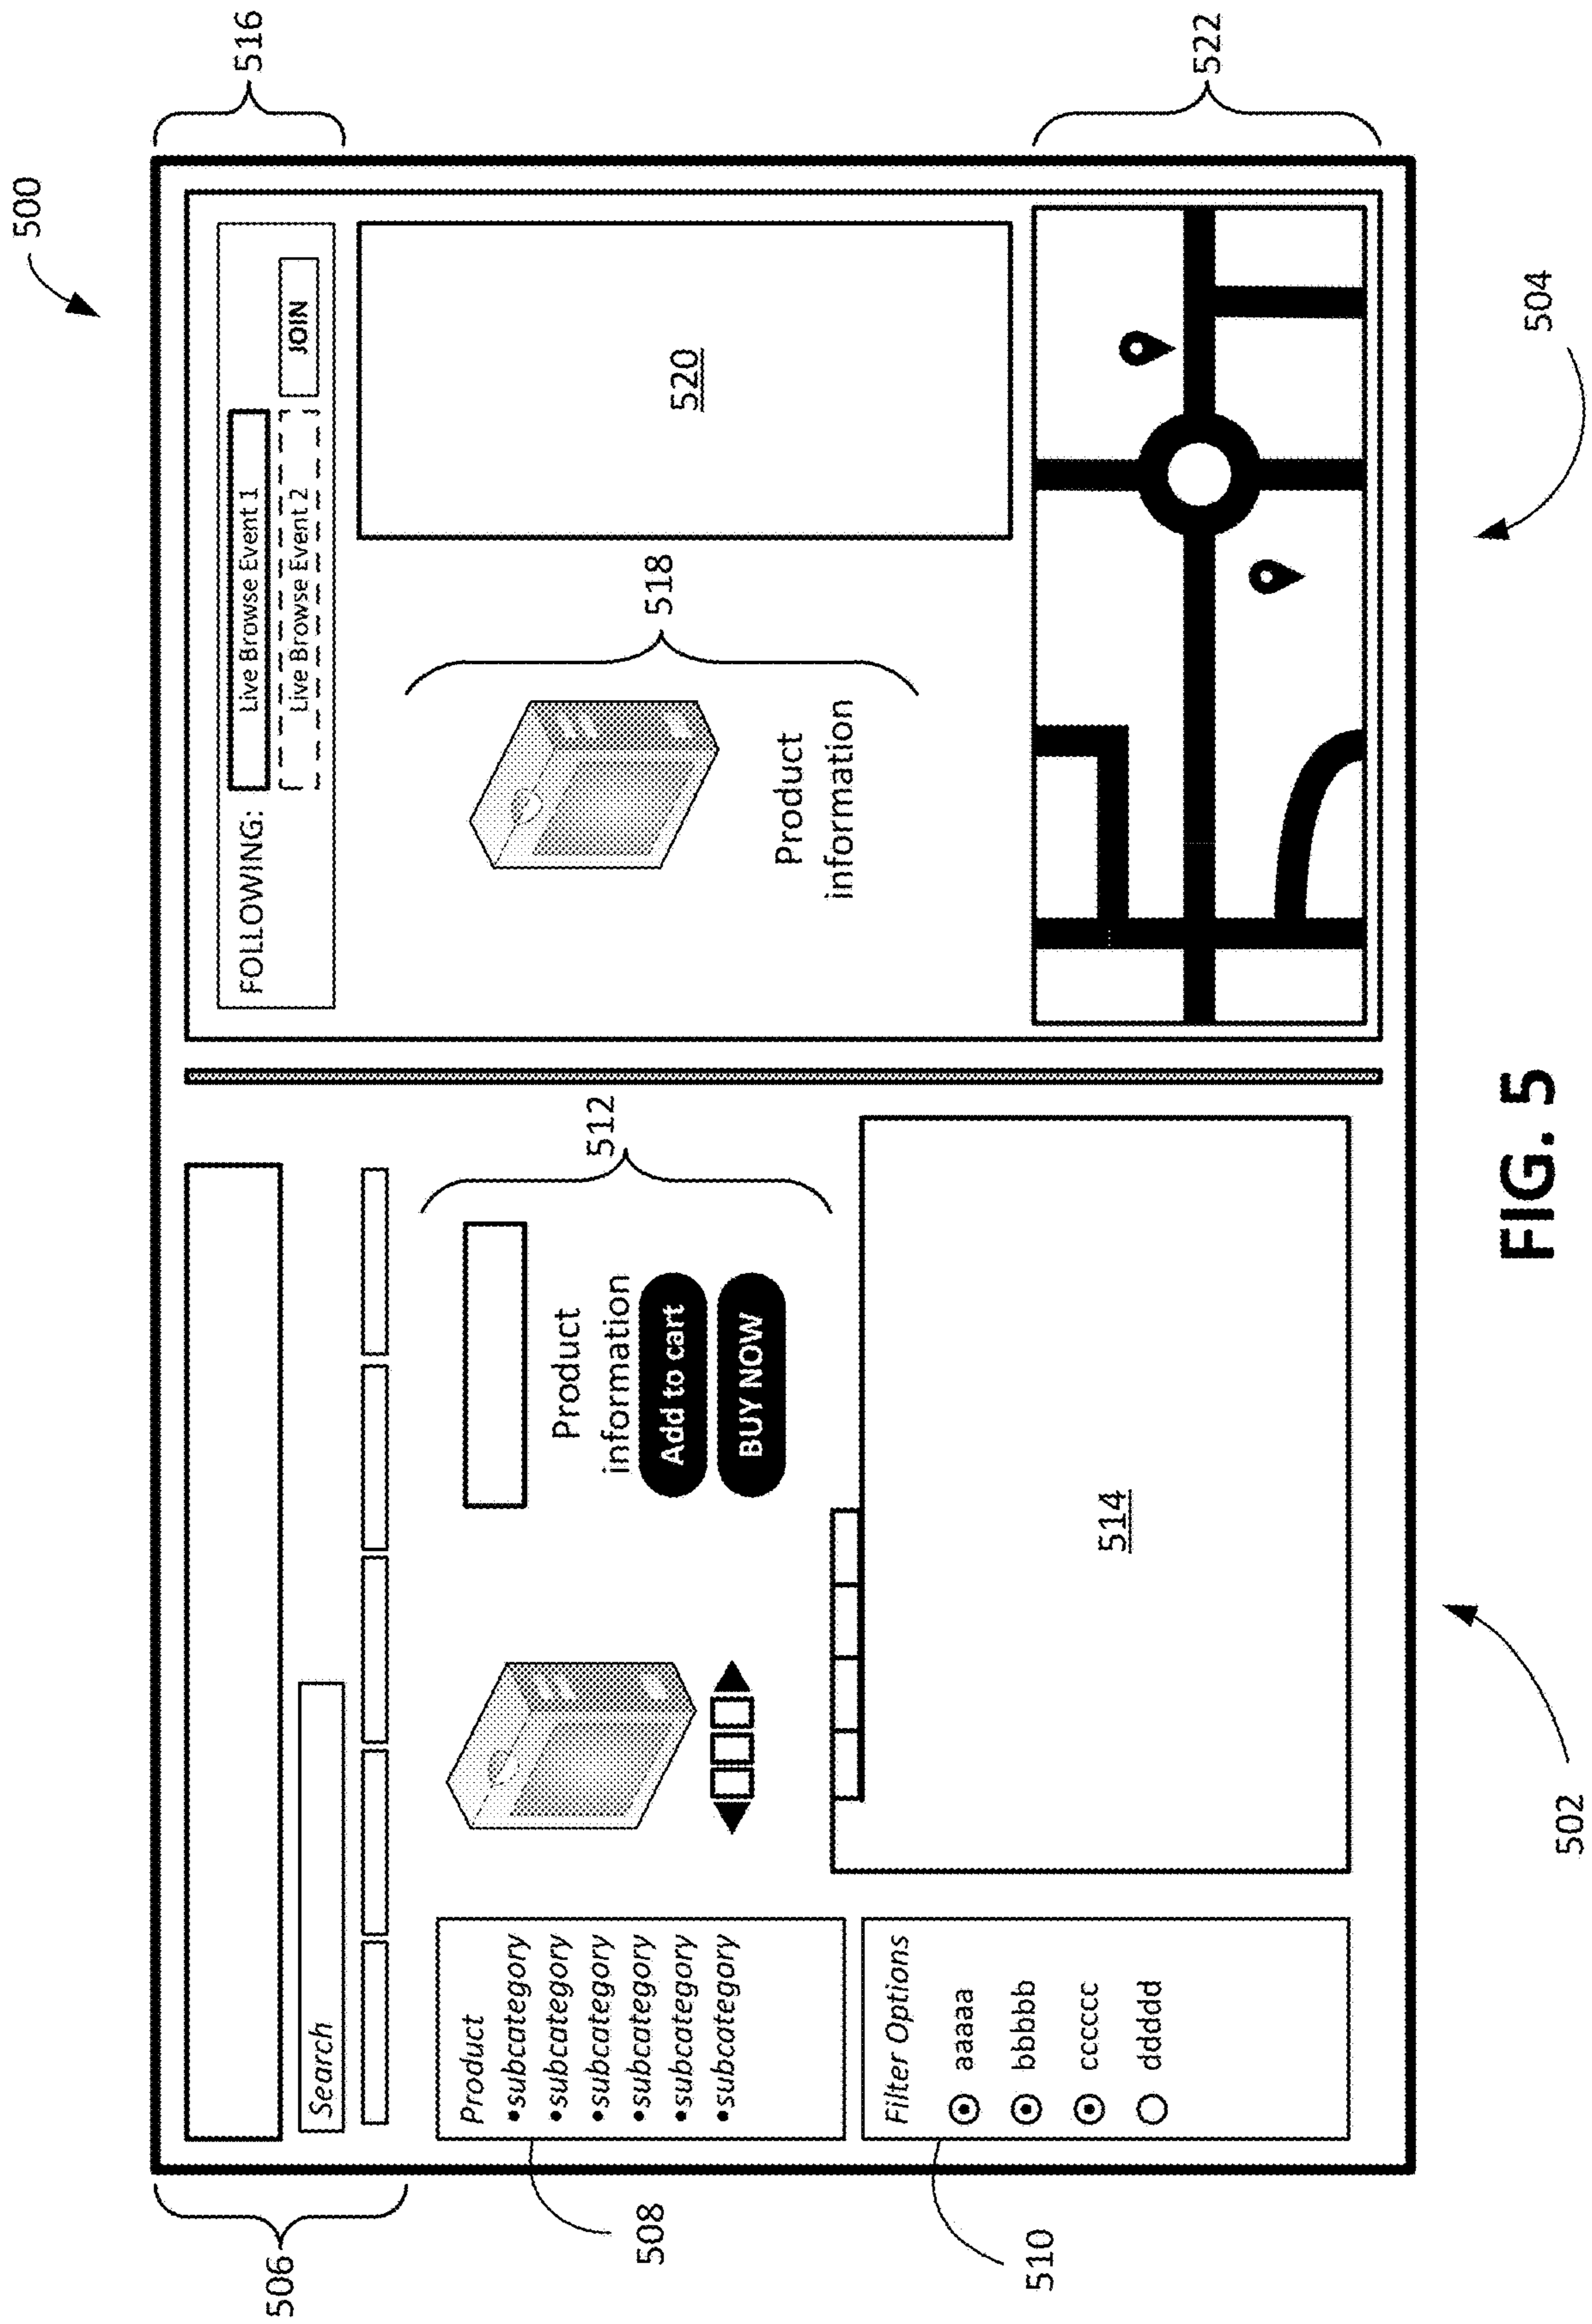 500
516
506
FOLLOWING:
Live Browse Event 1
Live Browse Event 2
JOIN
Search
Product
•subcategory
•subcategory
•subcategory
•subcategory
•subcategory
•subcategory
508
Product
information
Add to cart
BUY NOW
512
518
Product
information
520
Filter Options
aaaaa
bbbbb
cccccc
ddddd
510
514
522
502
504
FIG. 5